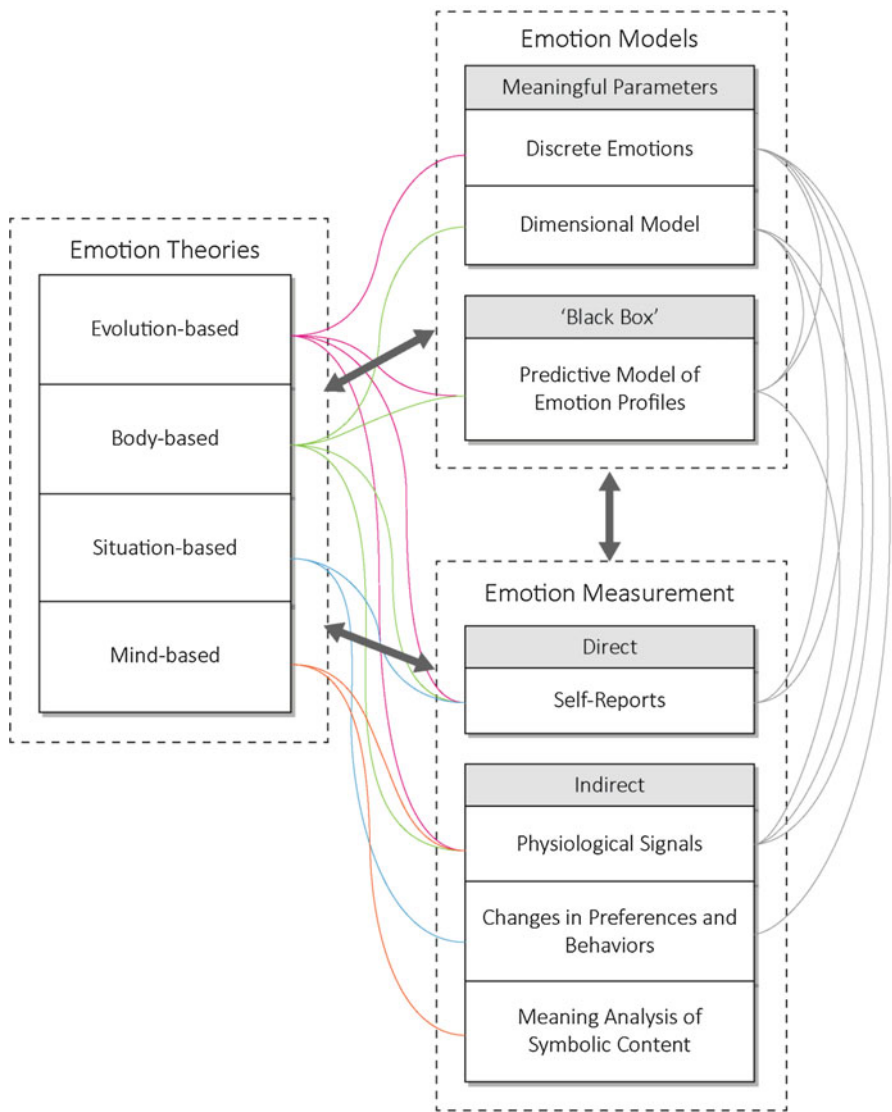 Emotion Theories
Evolution-based
Body-based
Situation-based
Mind-based
Emotion Models
Meaningful Parameters
Discrete Emotions
Dimensional Model
‘Black Box’
Predictive Model of
Emotion Profiles
Emotion Measurement
Direct
Self-Reports
Indirect
Physiological Signals
Changes in Preferences and
Behaviors
Meaning Analysis of
Symbolic Content